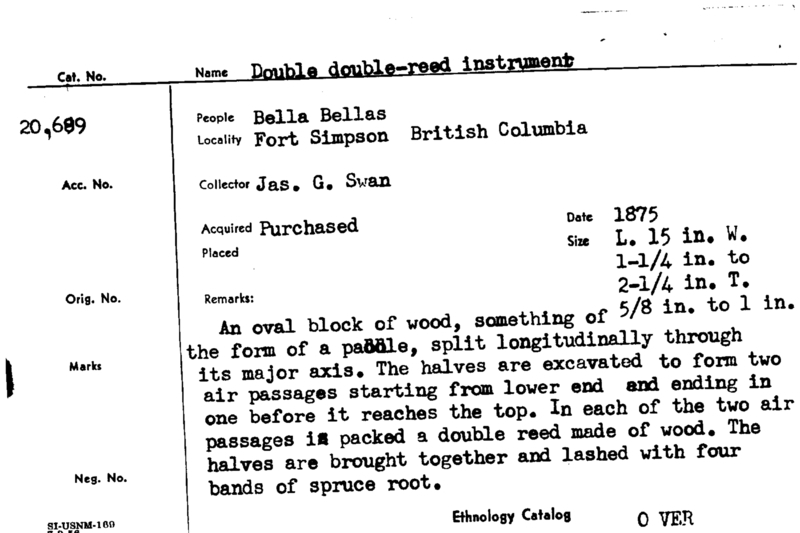 Cat. No.
Name Double double-reed instrument
20,689
People Bella Bellas
Locality Fort Simpson British Columbia
Acc. No.
Collector Jas. G. Swan
Acquired Purchased
Placed
Date 1875
Size L. 15 in. W.
1-1/4 in. to
2-1/4 in. T.
5/8 in. to 1 in.
Orig. No.
Remarks:
An oval block of wood, something of
the form of a paddle, split longitudinally through
its major axis. The halves are excavated to form two
air passages starting from lower end and ending in
one before it reaches the top. In each of the two air
passages is packed a double reed made of wood. The
halves are brought together and lashed with four
bands of spruce root.
Marks
Neg. No.
SI-USNM-169
Ethnology Catalog
O VER